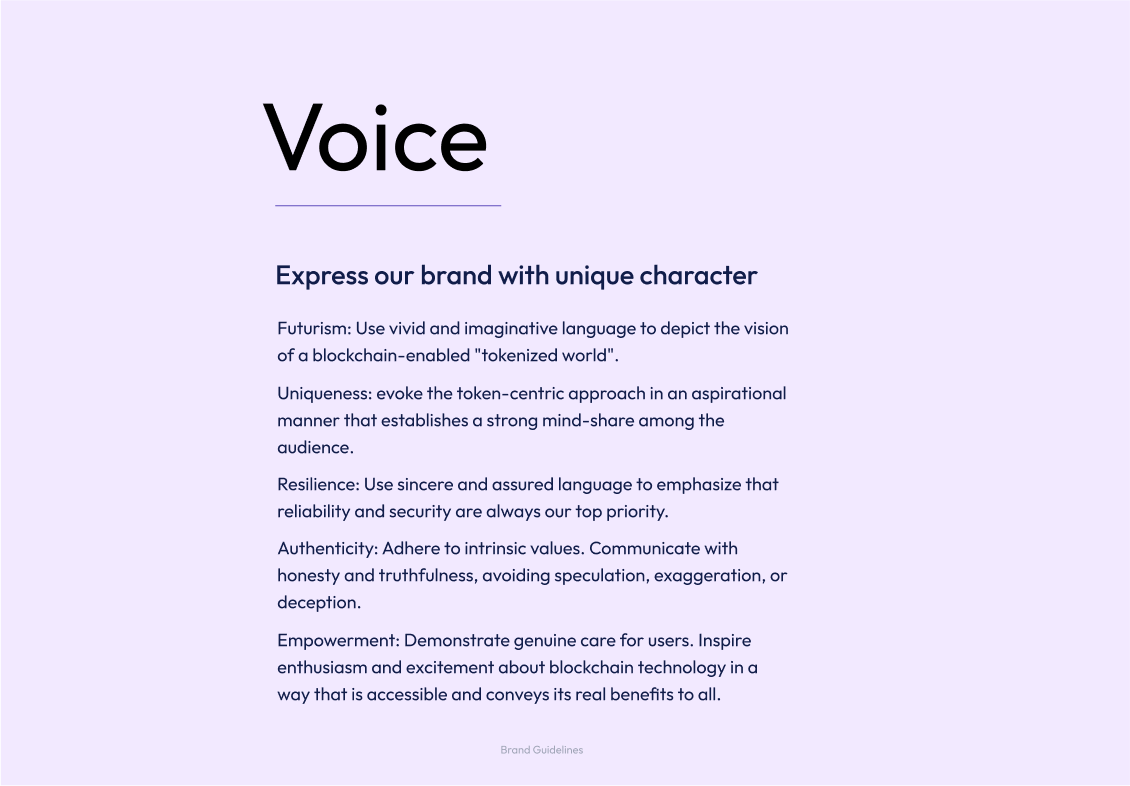 Voice
Express our brand with unique character
Futurism: Use vivid and imaginative language to depict the vision
of a blockchain-enabled "tokenized world".
Uniqueness: evoke the token-centric approach in an aspirational
manner that establishes a strong mind-share among the
audience.
Resilience: Use sincere and assured language to emphasize that
reliability and security are always our top priority.
Authenticity: Adhere to intrinsic values. Communicate with
honesty and truthfulness, avoiding speculation, exaggeration, or
deception.
Empowerment: Demonstrate genuine care for users. Inspire
enthusiasm and excitement about blockchain technology in a
way that is accessible and conveys its real benefits to all.
Brand Guidelines